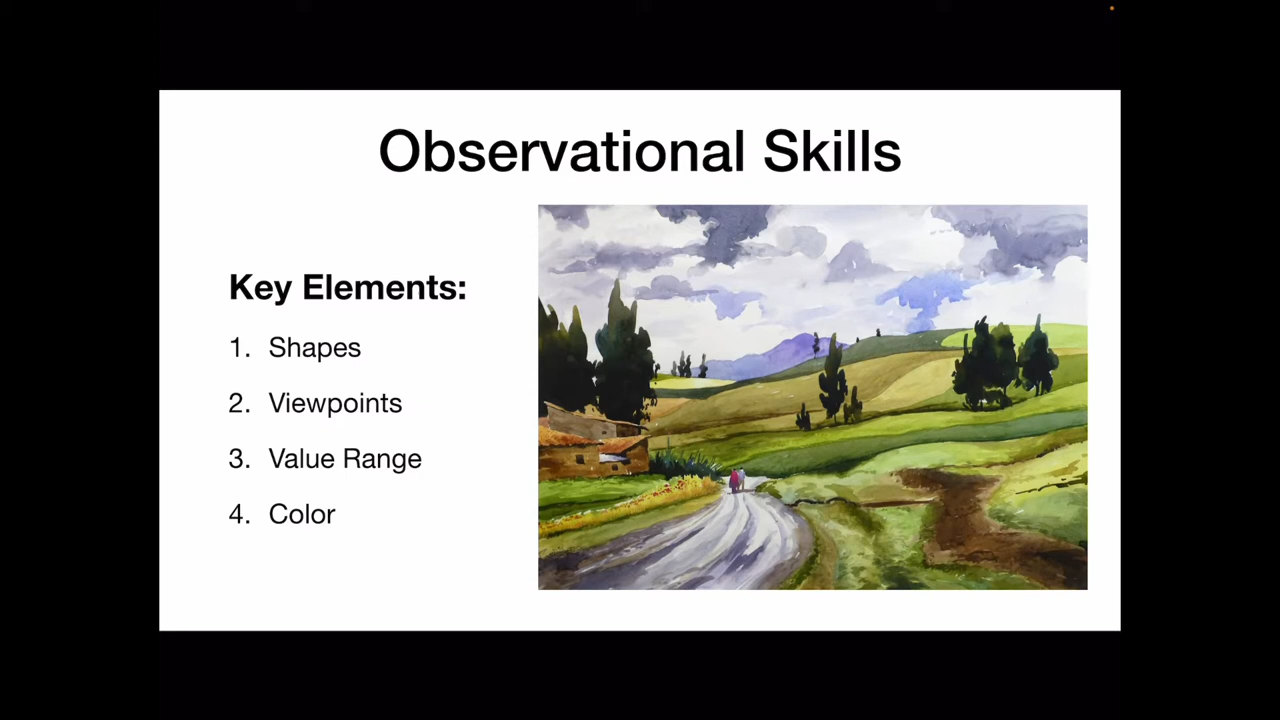 Observational Skills
Key Elements:
1. Shapes
2. Viewpoints
3. Value Range
4. Color